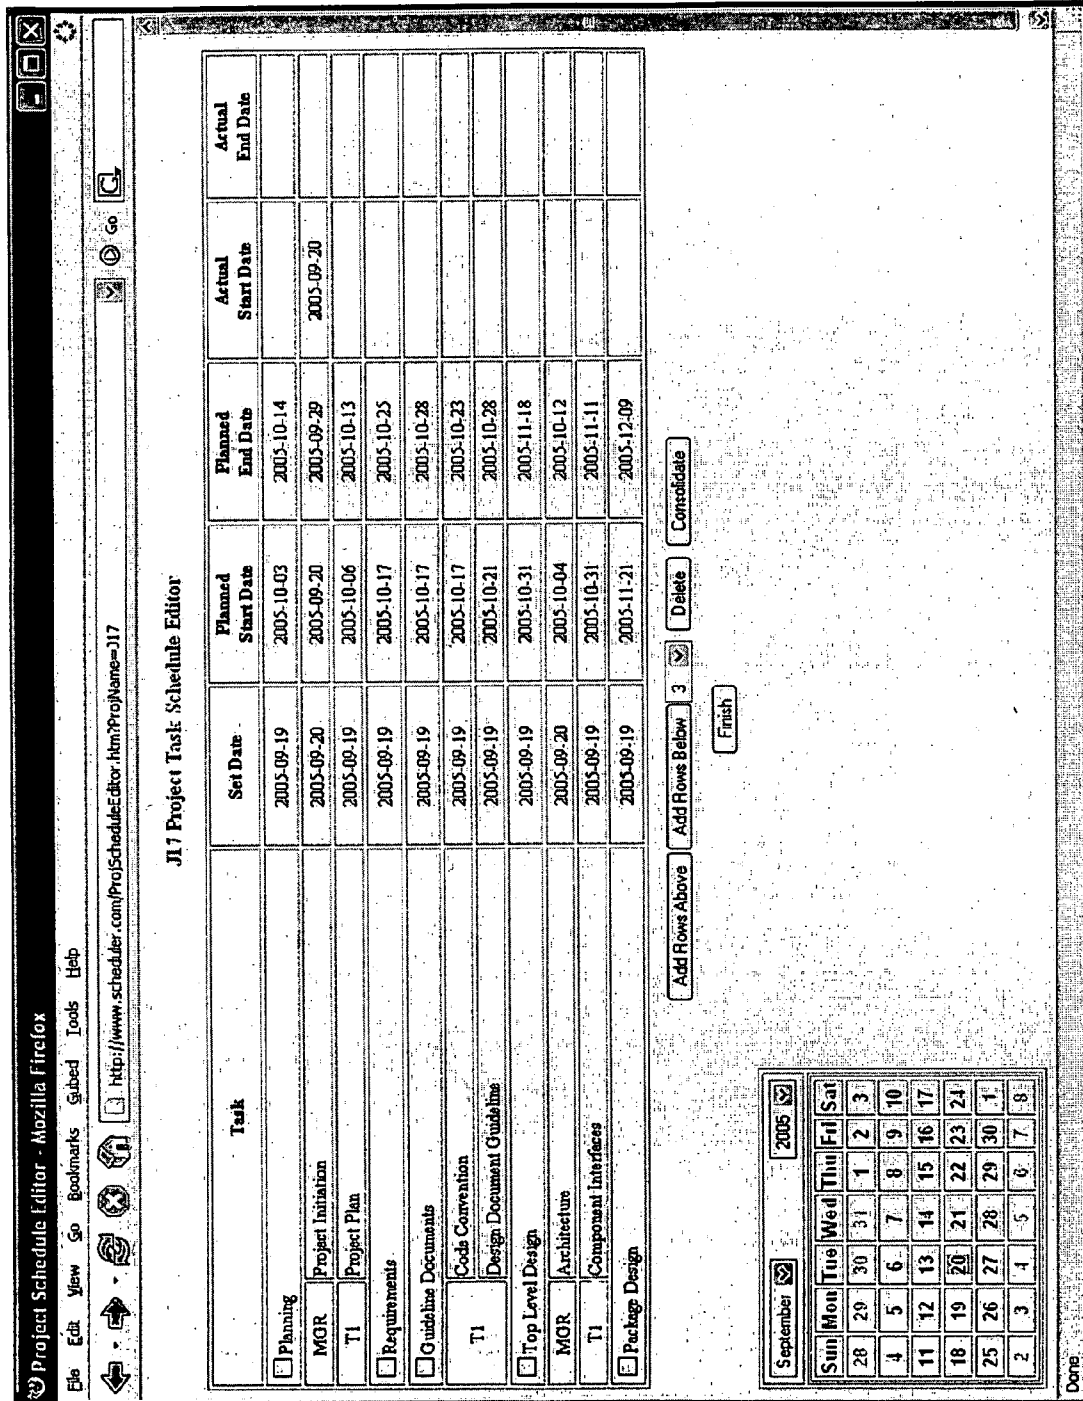 Project Schedule Editor - Mozilla Firefox
File Edit View Go Bookmarks Gubed Tools Help
http://www.scheduler.com/ProjScheduleEditor.htm?ProjName=J17 Go
J17 Project Task Schedule Editor
Task Set Date Planned Start Date Planned End Date Actual Start Date Actual End Date
Planning 2005-09-19 2005-10-03 2005-10-14
MGR Project Initiation 2005-09-20 2005-09-20 2005-09-29 2005-09-20
T1 Project Plan 2005-09-19 2005-10-06 2005-10-13
Requirements 2005-09-19 2005-10-17 2005-10-25
Guideline Documents 2005-09-19 2005-10-17 2005-10-28
T1 Code Convention 2005-09-19 2005-10-17 2005-10-23
Design Document Guideline 2005-09-19 2005-10-21 2005-10-28
Top Level Design 2005-09-19 2005-10-31 2005-11-18
MGR Architecture 2005-09-20 2005-10-04 2005-10-12
T1 Component Interfaces 2005-09-19 2005-10-31 2005-11-11
Package Design 2005-09-19 2005-11-21 2005-12-09
Add Rows Above Add Rows Below 3 Delete Consolidate
Finish
September 2005
Sun Mon Tue Wed Thu Fri Sat
28 29 30 31 1 2 3
4 5 6 7 8 9 10
11 12 13 14 15 16 17
18 19 20 21 22 23 24
25 26 27 28 29 30 1
2 3 4 5 6 7 8
Done